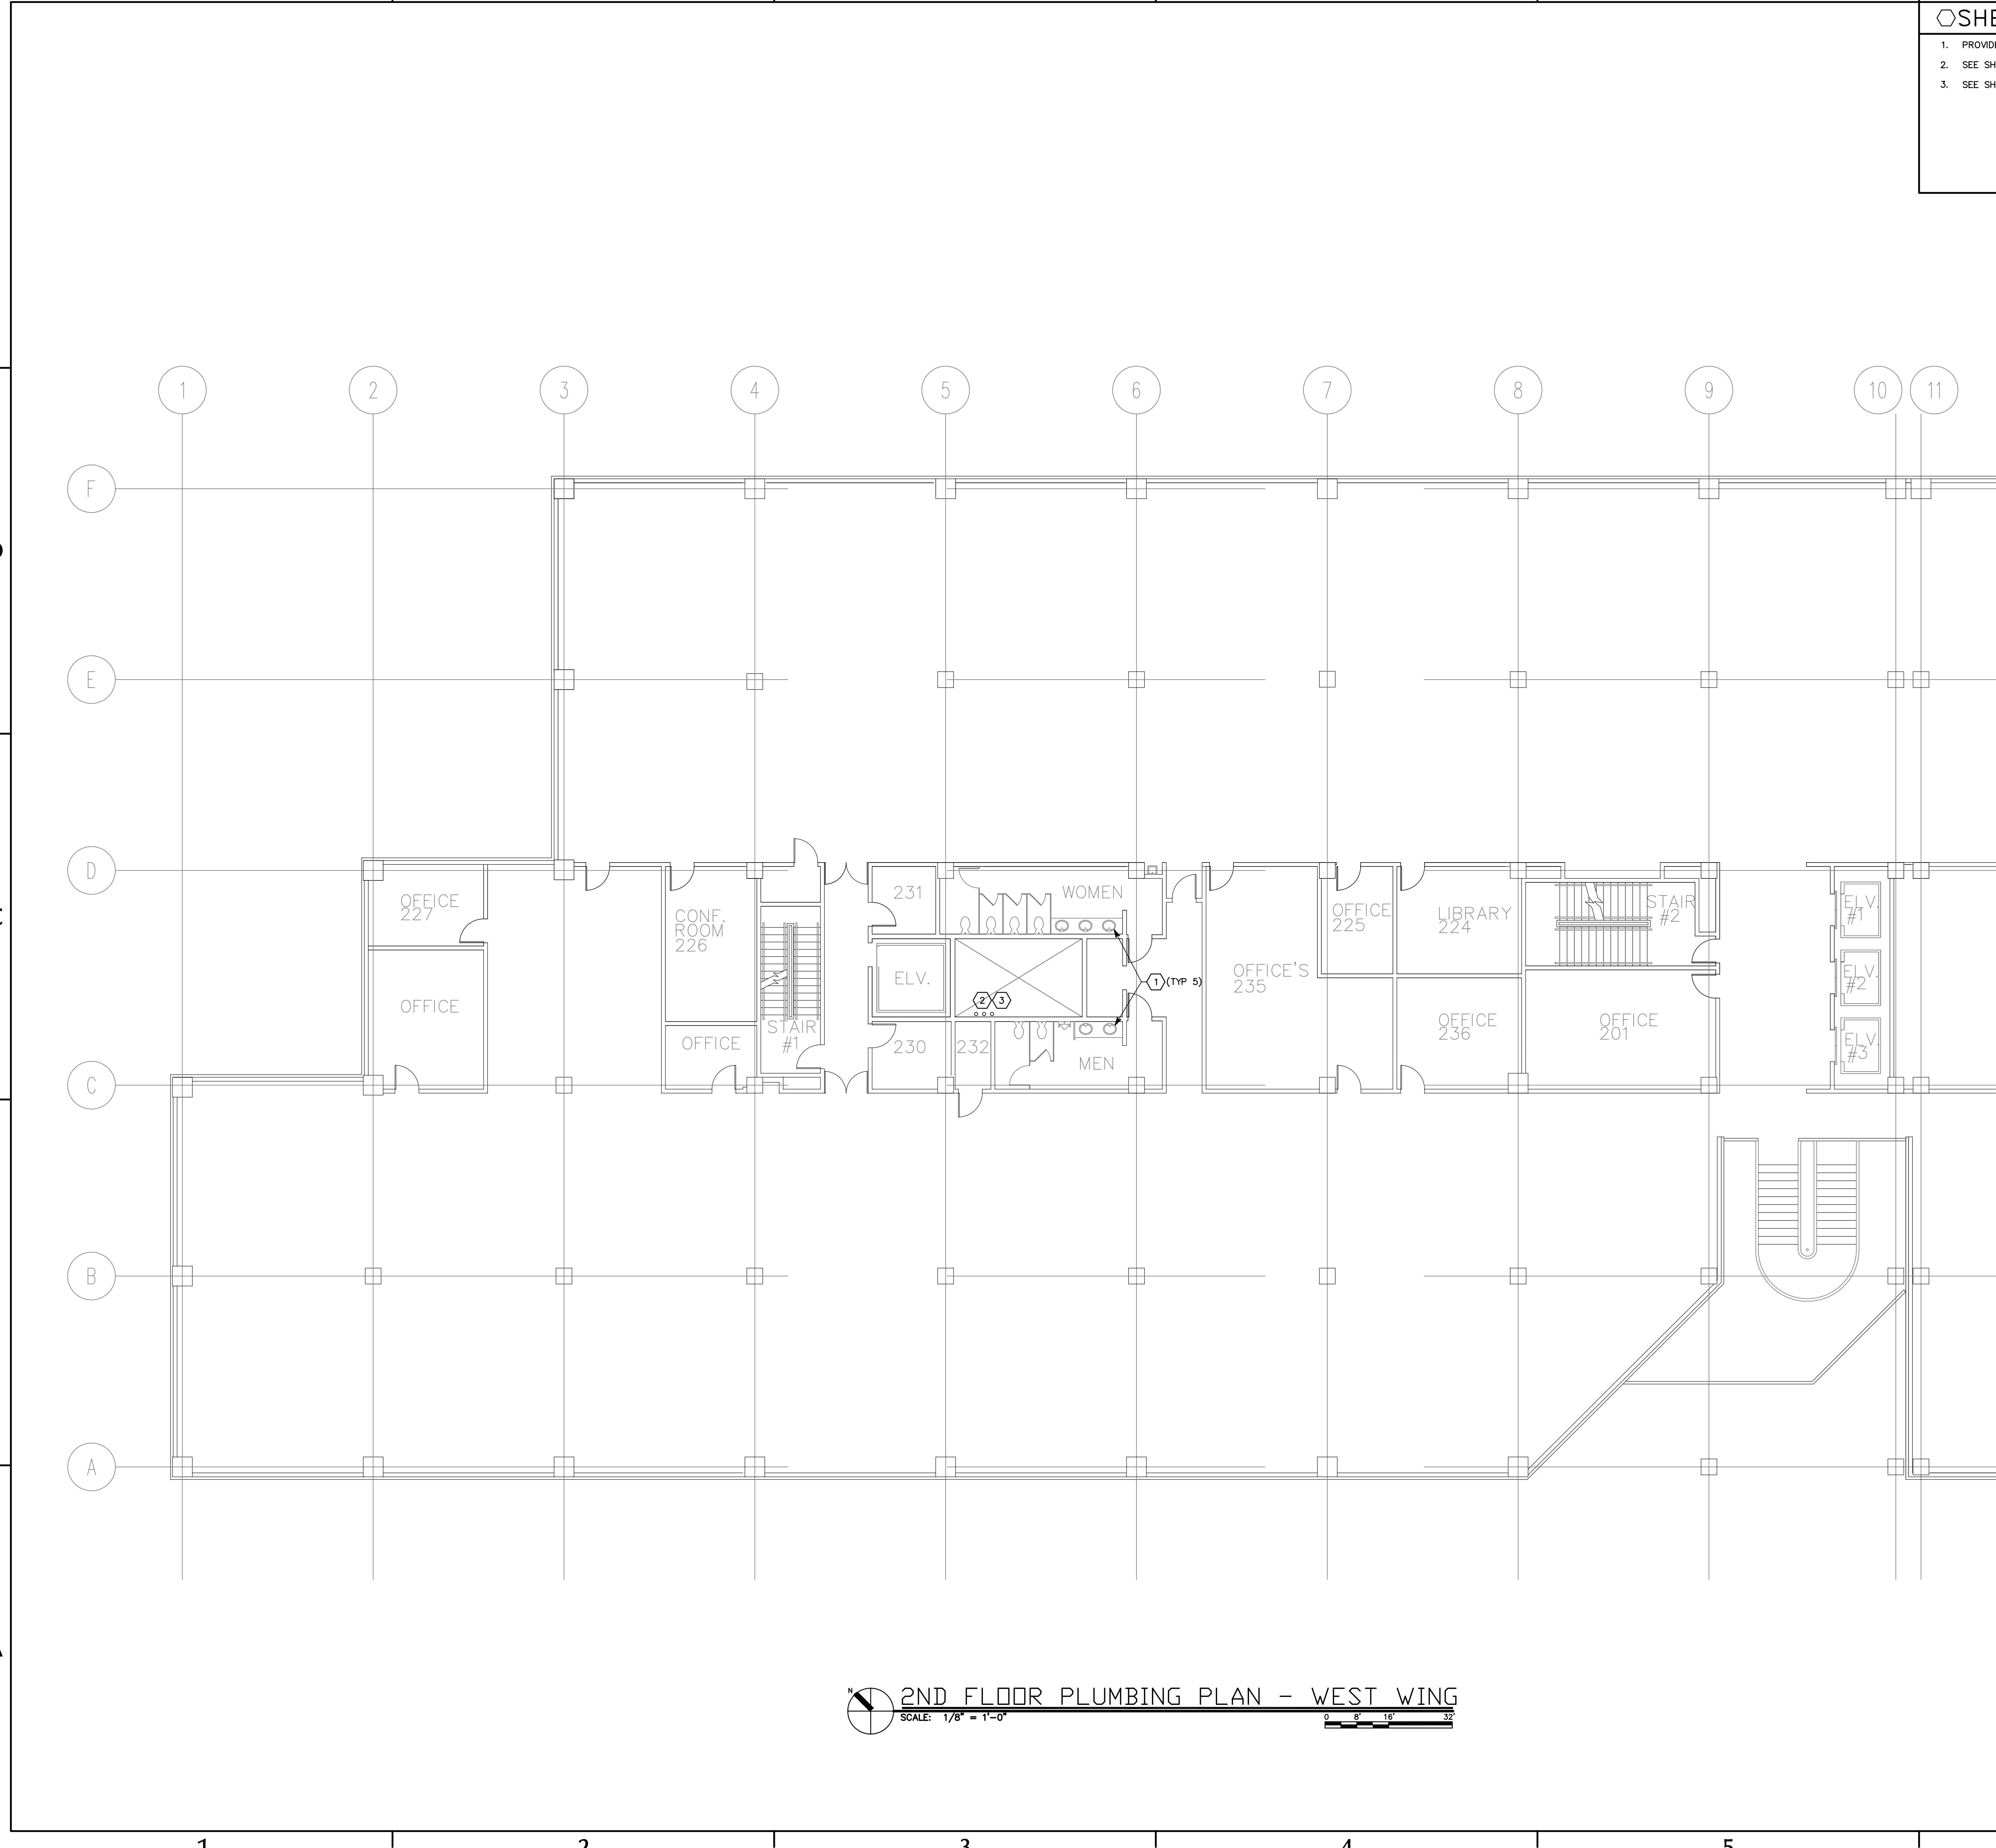 SHE
1. PROVIDE
2. SEE SH
3. SEE SH
1 2 3 4 5 6 7 8 9 10 11
F
E
D
C
B
A
OFFICE
227
OFFICE
CONF.
ROOM
226
OFFICE
STAIR
#1
231
ELV.
230
232
WOMEN
MEN
2 3
1 (TYP 5)
OFFICE'S
235
OFFICE
225
LIBRARY
224
OFFICE
236
STAIR
#2
OFFICE
201
ELV.
#1
ELV.
#2
ELV.
#3
N
2ND FLOOR PLUMBING PLAN - WEST WING
SCALE: 1/8" = 1'-0"
0 8' 16' 32'
1 2 3 4 5